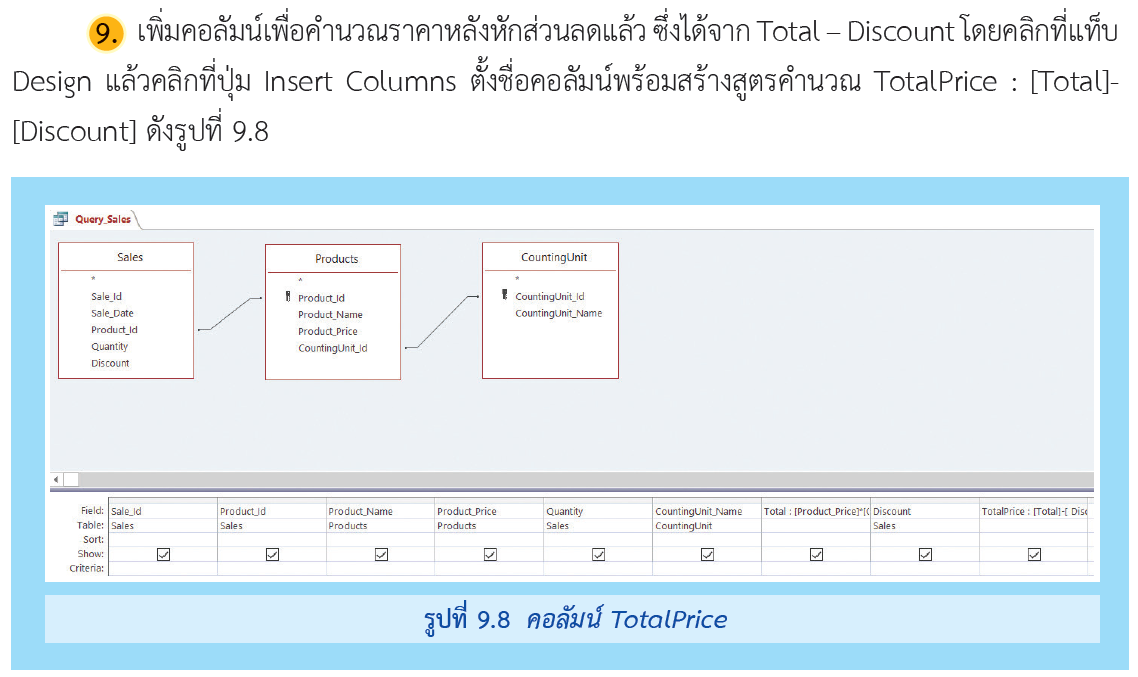 9. เพิ่มคอลัมน์เพื่อคำนวณราคาหลังหักส่วนลดแล้ว ซึ่งได้จาก Total – Discount โดยคลิกที่แท็บ
Design แล้วคลิกที่ปุ่ม Insert Columns ตั้งชื่อคอลัมน์พร้อมสร้างสูตรคำนวณ TotalPrice : [Total]-
[Discount] ดังรูปที่ 9.8
Query_Sales
Sales
*
Sale_Id
Sale_Date
Product_Id
Quantity
Discount
Products
*
Product_Id
Product_Name
Product_Price
CountingUnit_Id
CountingUnit
*
CountingUnit_Id
CountingUnit_Name
Field: Sale_Id Product_Id Product_Name Product_Price Quantity CountingUnit_Name Total : [Product_Price]*[ Discount TotalPrice : [Total]-[ Disc
Table: Sales Sales Products Products Sales CountingUnit Sales
Sort:
Show:
Criteria:
รูปที่ 9.8 คอลัมน์ TotalPrice